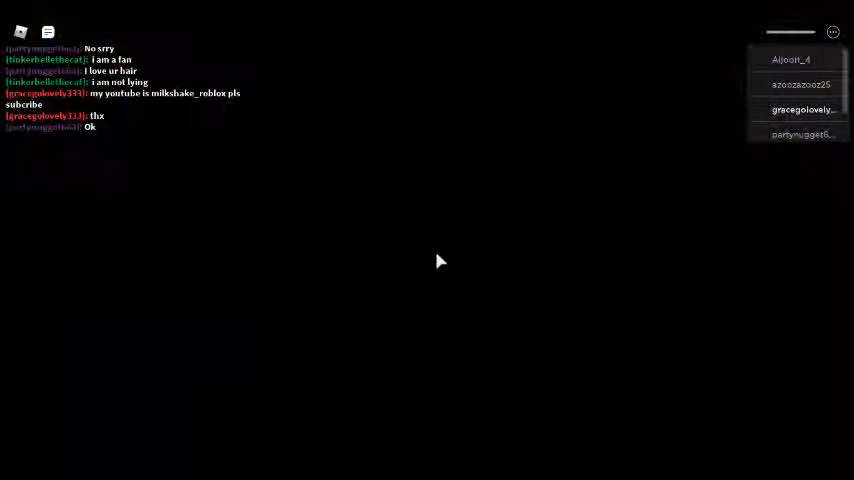 No srry
[tinkerbellethecat]: i am a fan
I love ur hair
[tinkerbellethecat]: i am not lying
[gracegolovely333]: my youtube is milkshake_roblox pls
subcribe
[gracegolovely333]: thx
Ok
Aljoori_4
azoozazooz25
gracegolovely...
partynugget6...